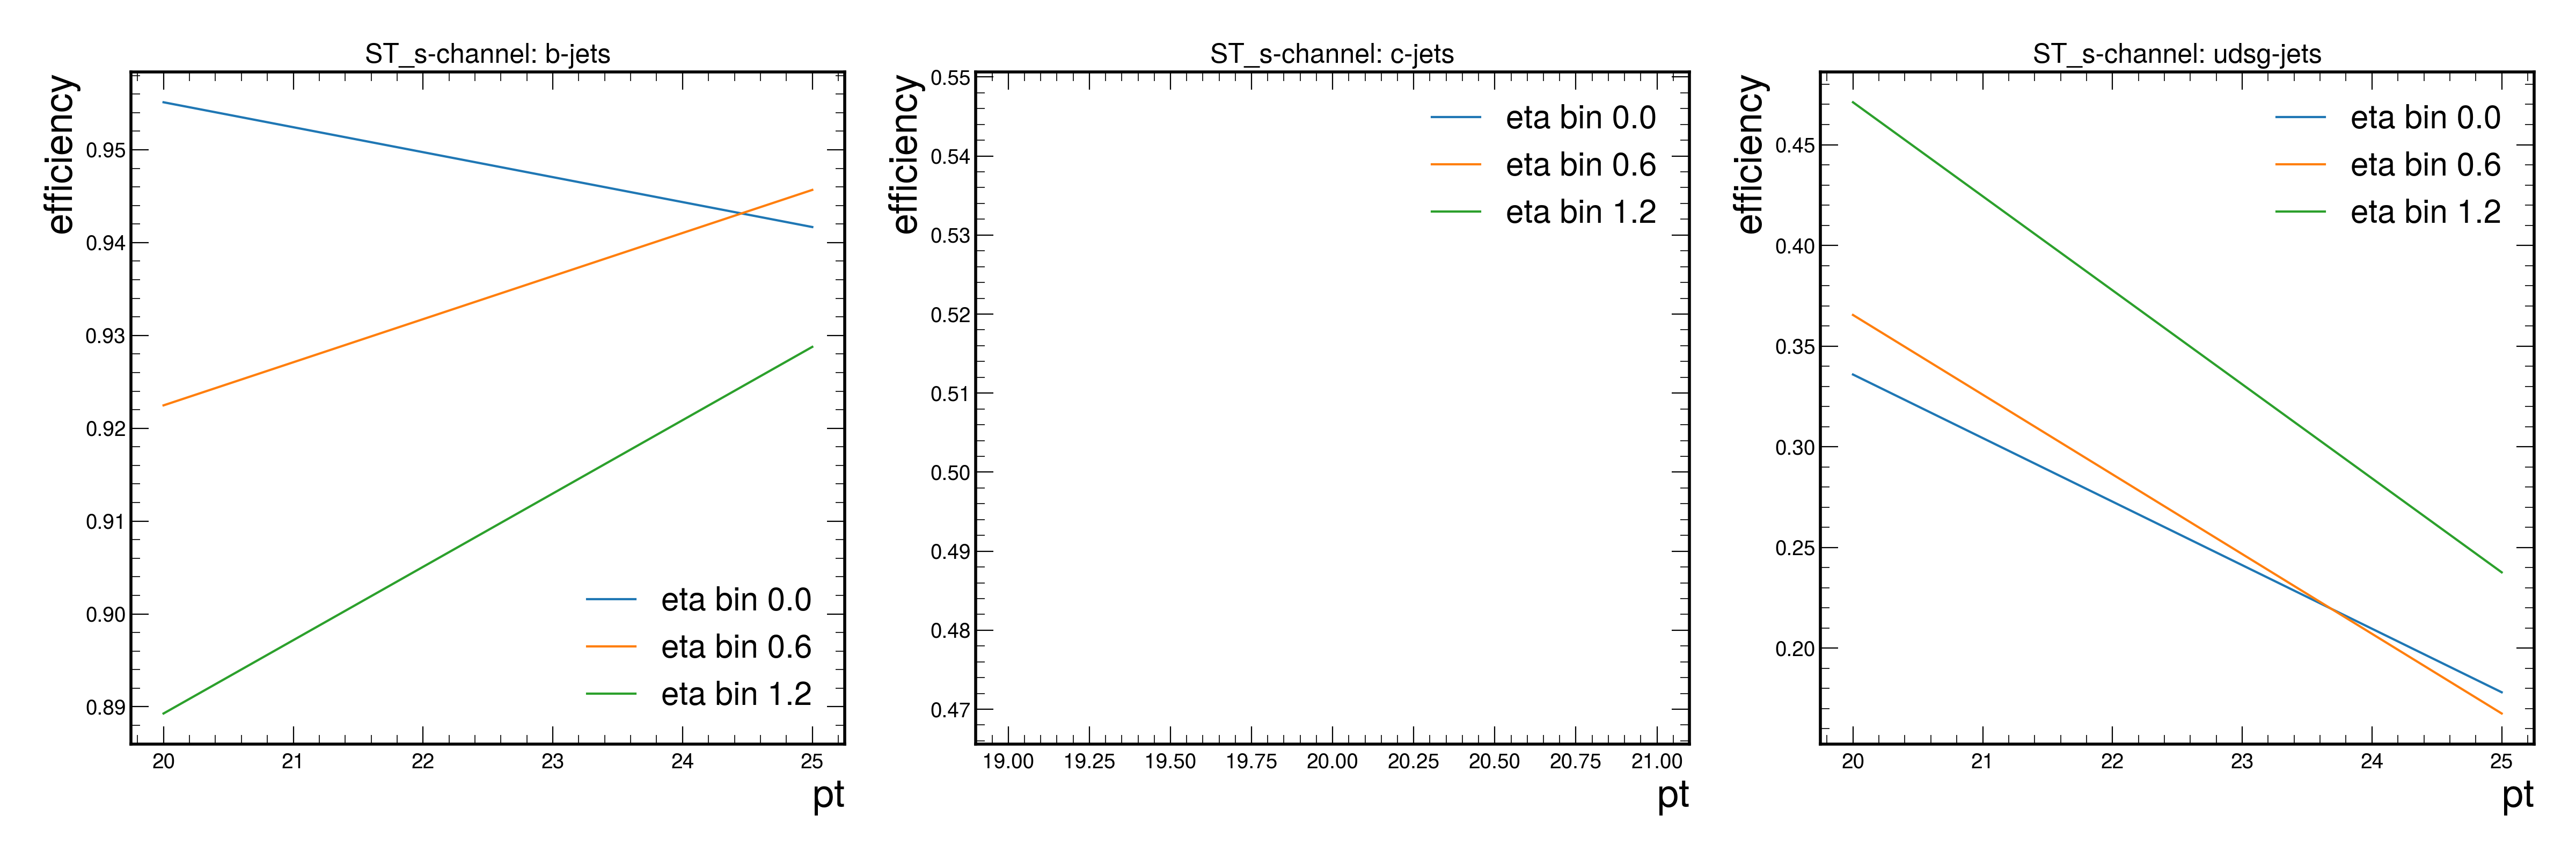 ST_s-channel: b-jets
efficiency
0.95
0.94
0.93
0.92
0.91
0.90
0.89
eta bin 0.0
eta bin 0.6
eta bin 1.2
20 21 22 23 24 25
pt
ST_s-channel: c-jets
efficiency
0.55
0.54
0.53
0.52
0.51
0.50
0.49
0.48
0.47
eta bin 0.0
eta bin 0.6
eta bin 1.2
19.00 19.25 19.50 19.75 20.00 20.25 20.50 20.75 21.00
pt
ST_s-channel: udsg-jets
efficiency
0.45
0.40
0.35
0.30
0.25
0.20
eta bin 0.0
eta bin 0.6
eta bin 1.2
20 21 22 23 24 25
pt